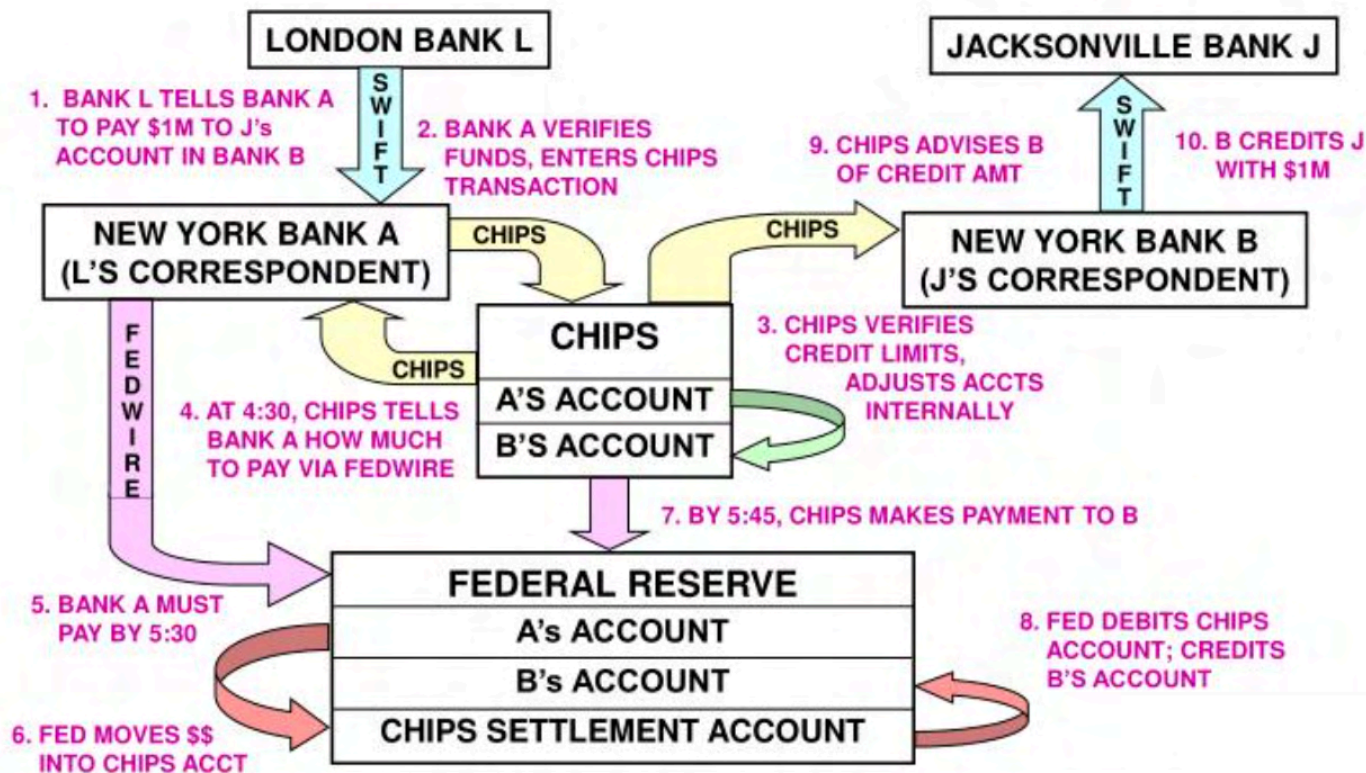 LONDON BANK L
JACKSONVILLE BANK J
SWIFT
1. BANK L TELLS BANK A
TO PAY $1M TO J's
ACCOUNT IN BANK B
2. BANK A VERIFIES
FUNDS, ENTERS CHIPS
TRANSACTION
9. CHIPS ADVISES B
OF CREDIT AMT
SWIFT
10. B CREDITS J
WITH $1M
NEW YORK BANK A
(L'S CORRESPONDENT)
CHIPS
CHIPS
NEW YORK BANK B
(J'S CORRESPONDENT)
FEDWIRE
CHIPS
CHIPS
A'S ACCOUNT
B'S ACCOUNT
3. CHIPS VERIFIES
CREDIT LIMITS,
ADJUSTS ACCTS
INTERNALLY
4. AT 4:30, CHIPS TELLS
BANK A HOW MUCH
TO PAY VIA FEDWIRE
7. BY 5:45, CHIPS MAKES PAYMENT TO B
FEDERAL RESERVE
A's ACCOUNT
B's ACCOUNT
CHIPS SETTLEMENT ACCOUNT
5. BANK A MUST
PAY BY 5:30
8. FED DEBITS CHIPS
ACCOUNT; CREDITS
B'S ACCOUNT
6. FED MOVES $$
INTO CHIPS ACCT